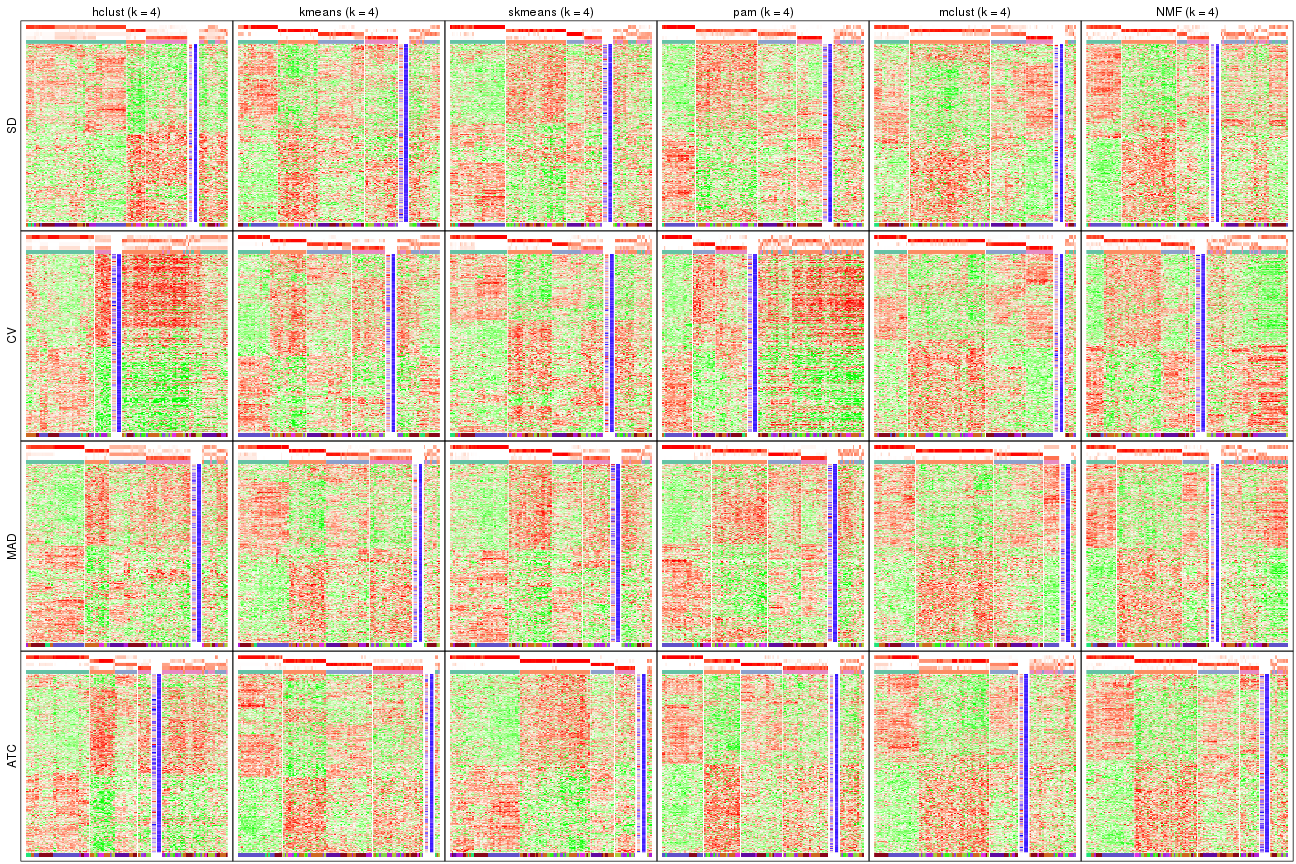 hclust (k = 4) kmeans (k = 4) skmeans (k = 4) pam (k = 4) mclust (k = 4) NMF (k = 4)
SD
CV
MAD
ATC